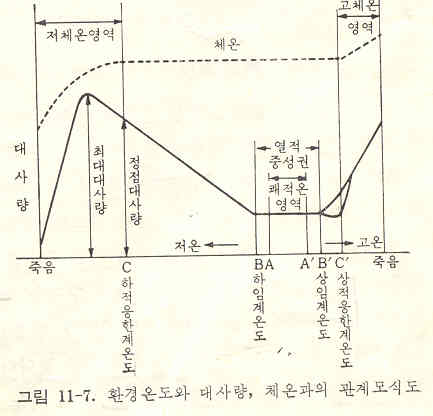 고체온
영역
저체온영역
체온
대사량
최대대사량
정점대사량
열적
중성권
쾌적온
영역
저온
고온
죽음
C
B
A
A′
B′
C′
죽음
하적응한계온도
하임계온도
상임계온도
상적응한계온도
그림 11-7. 환경온도와 대사량, 체온과의 관계모식도